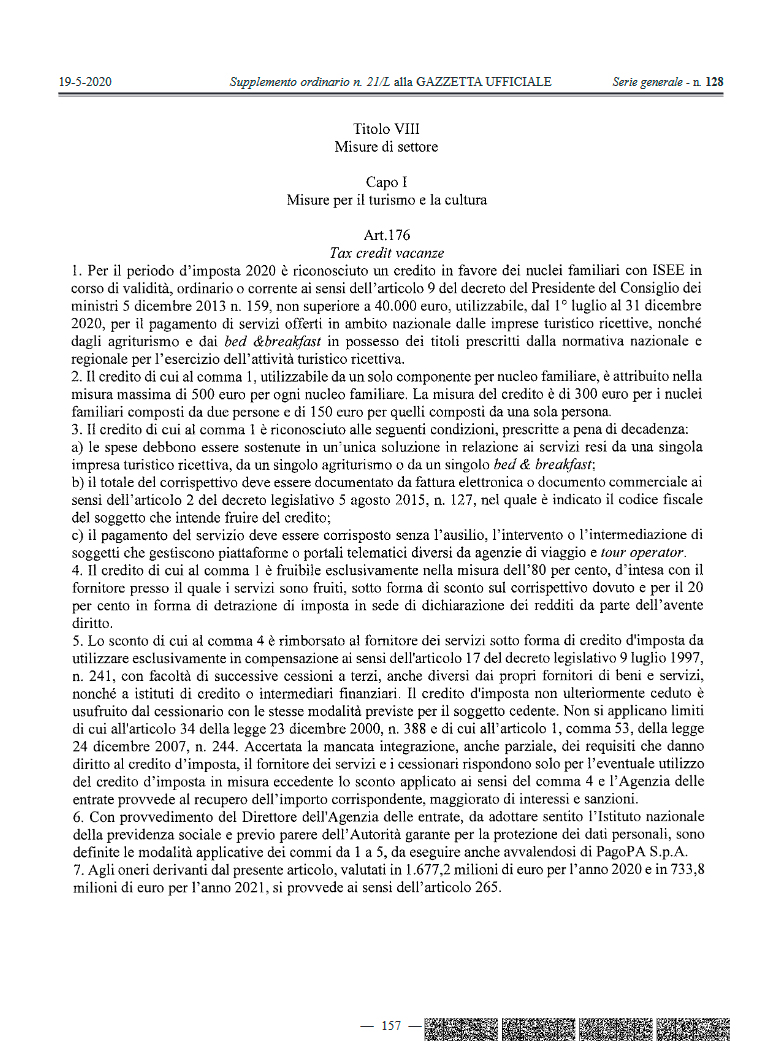 19-5-2020 Supplemento ordinario n. 21/L alla GAZZETTA UFFICIALE Serie generale - n. 128
Titolo VIII
Misure di settore
Capo I
Misure per il turismo e la cultura
Art.176
Tax credit vacanze
1. Per il periodo d’imposta 2020 è riconosciuto un credito in favore dei nuclei familiari con ISEE in
corso di validità, ordinario o corrente ai sensi dell’articolo 9 del decreto del Presidente del Consiglio dei
ministri 5 dicembre 2013 n. 159, non superiore a 40.000 euro, utilizzabile, dal 1° luglio al 31 dicembre
2020, per il pagamento di servizi offerti in ambito nazionale dalle imprese turistico ricettive, nonché
dagli agriturismo e dai bed &breakfast in possesso dei titoli prescritti dalla normativa nazionale e
regionale per l’esercizio dell’attività turistico ricettiva.
2. Il credito di cui al comma 1, utilizzabile da un solo componente per nucleo familiare, è attribuito nella
misura massima di 500 euro per ogni nucleo familiare. La misura del credito è di 300 euro per i nuclei
familiari composti da due persone e di 150 euro per quelli composti da una sola persona.
3. Il credito di cui al comma 1 è riconosciuto alle seguenti condizioni, prescritte a pena di decadenza:
a) le spese debbono essere sostenute in un’unica soluzione in relazione ai servizi resi da una singola
impresa turistico ricettiva, da un singolo agriturismo o da un singolo bed & breakfast;
b) il totale del corrispettivo deve essere documentato da fattura elettronica o documento commerciale ai
sensi dell’articolo 2 del decreto legislativo 5 agosto 2015, n. 127, nel quale è indicato il codice fiscale
del soggetto che intende fruire del credito;
c) il pagamento del servizio deve essere corrisposto senza l’ausilio, l’intervento o l’intermediazione di
soggetti che gestiscono piattaforme o portali telematici diversi da agenzie di viaggio e tour operator.
4. Il credito di cui al comma 1 è fruibile esclusivamente nella misura dell’80 per cento, d’intesa con il
fornitore presso il quale i servizi sono fruiti, sotto forma di sconto sul corrispettivo dovuto e per il 20
per cento in forma di detrazione di imposta in sede di dichiarazione dei redditi da parte dell’avente
diritto.
5. Lo sconto di cui al comma 4 è rimborsato al fornitore dei servizi sotto forma di credito d'imposta da
utilizzare esclusivamente in compensazione ai sensi dell'articolo 17 del decreto legislativo 9 luglio 1997,
n. 241, con facoltà di successive cessioni a terzi, anche diversi dai propri fornitori di beni e servizi,
nonché a istituti di credito o intermediari finanziari. Il credito d'imposta non ulteriormente ceduto è
usufruito dal cessionario con le stesse modalità previste per il soggetto cedente. Non si applicano limiti
di cui all'articolo 34 della legge 23 dicembre 2000, n. 388 e di cui all’articolo 1, comma 53, della legge
24 dicembre 2007, n. 244. Accertata la mancata integrazione, anche parziale, dei requisiti che danno
diritto al credito d’imposta, il fornitore dei servizi e i cessionari rispondono solo per l’eventuale utilizzo
del credito d’imposta in misura eccedente lo sconto applicato ai sensi del comma 4 e l’Agenzia delle
entrate provvede al recupero dell’importo corrispondente, maggiorato di interessi e sanzioni.
6. Con provvedimento del Direttore dell'Agenzia delle entrate, da adottare sentito l’Istituto nazionale
della previdenza sociale e previo parere dell’Autorità garante per la protezione dei dati personali, sono
definite le modalità applicative dei commi da 1 a 5, da eseguire anche avvalendosi di PagoPA S.p.A.
7. Agli oneri derivanti dal presente articolo, valutati in 1.677,2 milioni di euro per l’anno 2020 e in 733,8
milioni di euro per l’anno 2021, si provvede ai sensi dell’articolo 265.
— 157 —